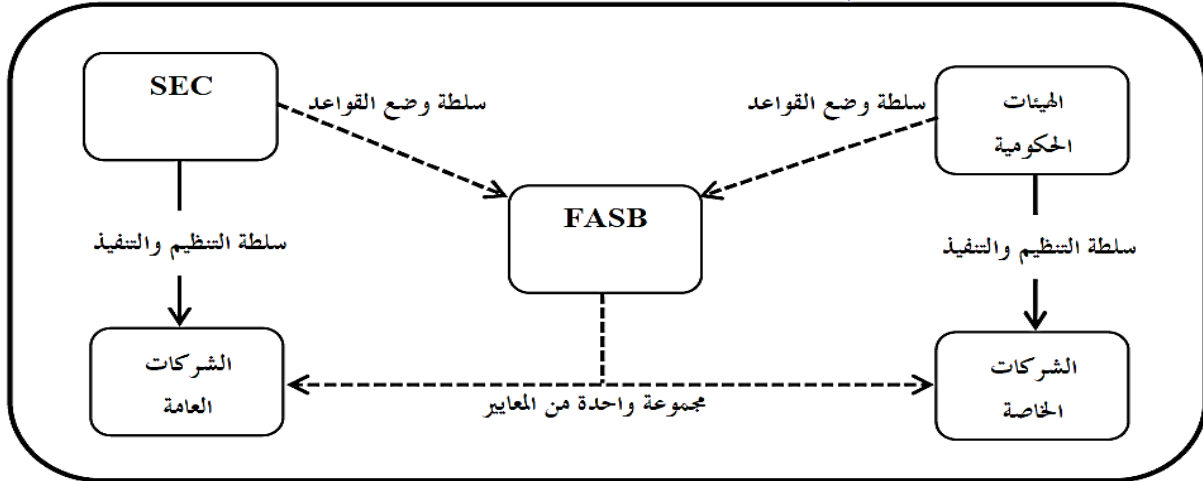 SEC
الهيئات
الحكومية
سلطة وضع القواعد
سلطة وضع القواعد
FASB
سلطة التنظيم والتنفيذ
سلطة التنظيم والتنفيذ
الشركات
الخاصة
الشركات
العامة
مجموعة واحدة من المعايير